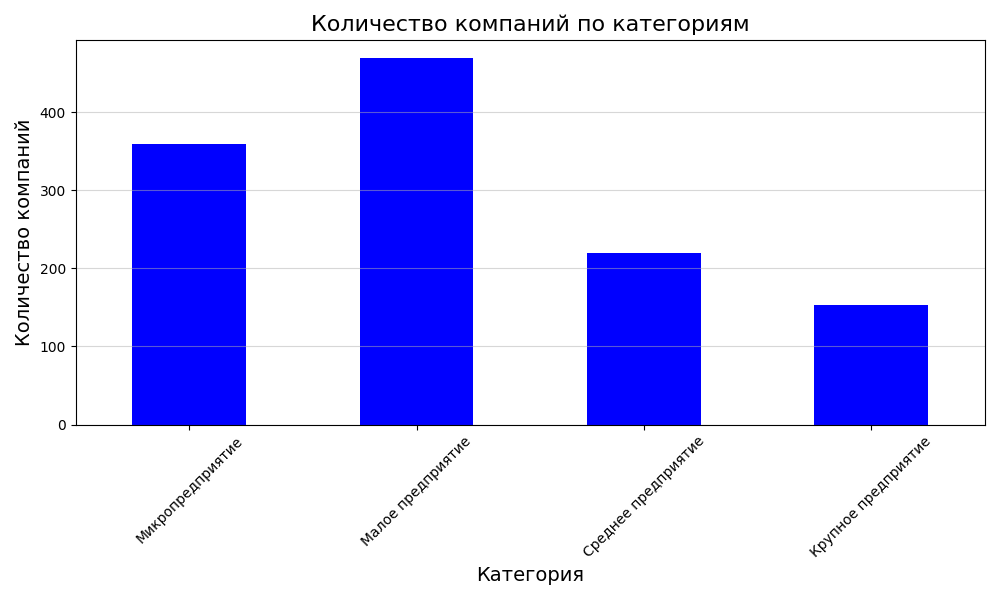 Количество компаний по категориям
Количество компаний
400
300
200
100
0
Микропредприятие
Малое предприятие
Среднее предприятие
Крупное предприятие
Категория